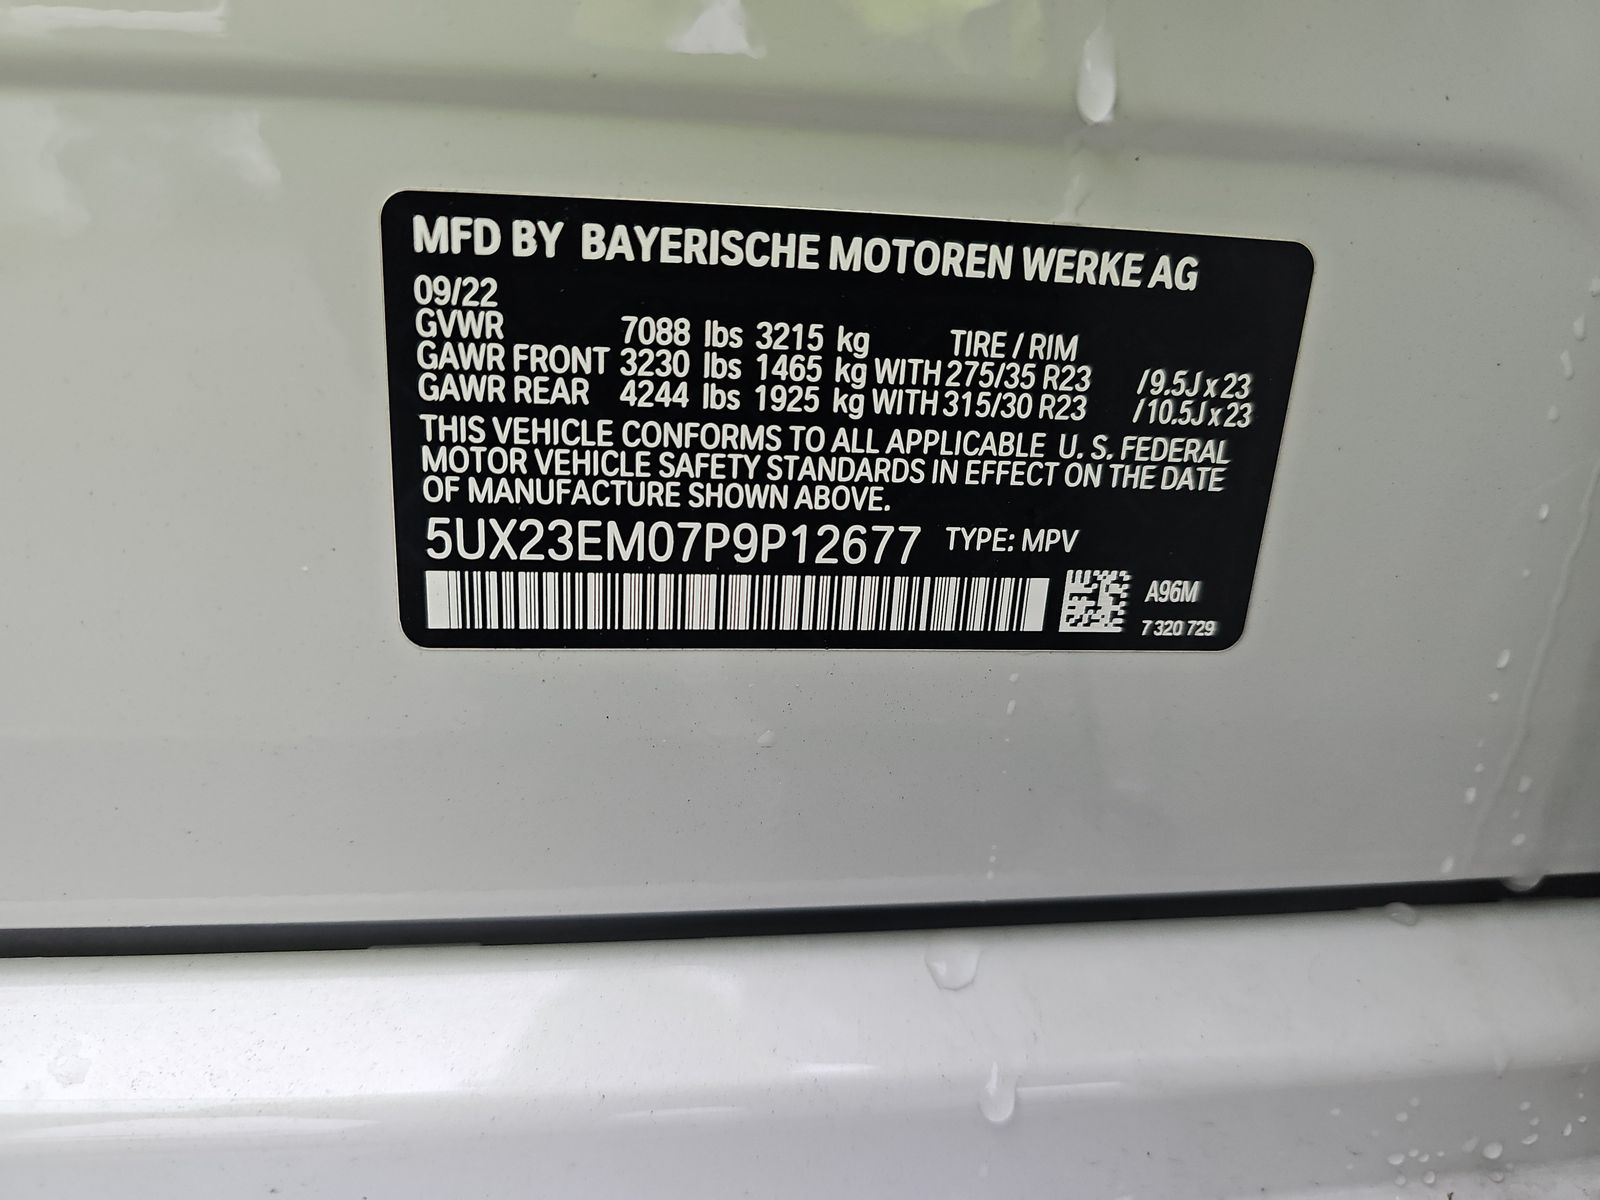 MFD BY BAYERISCHE MOTOREN WERKE AG
09/22
GVWR 7088 lbs 3215 kg TIRE / RIM
GAWR FRONT 3230 lbs 1465 kg WITH 275/35 R23 /9.5J x 23
GAWR REAR 4244 lbs 1925 kg WITH 315/30 R23 /10.5J x 23
THIS VEHICLE CONFORMS TO ALL APPLICABLE U. S. FEDERAL
MOTOR VEHICLE SAFETY STANDARDS IN EFFECT ON THE DATE
OF MANUFACTURE SHOWN ABOVE.
5UX23EM07P9P12677 TYPE: MPV
A96M
7 320 729